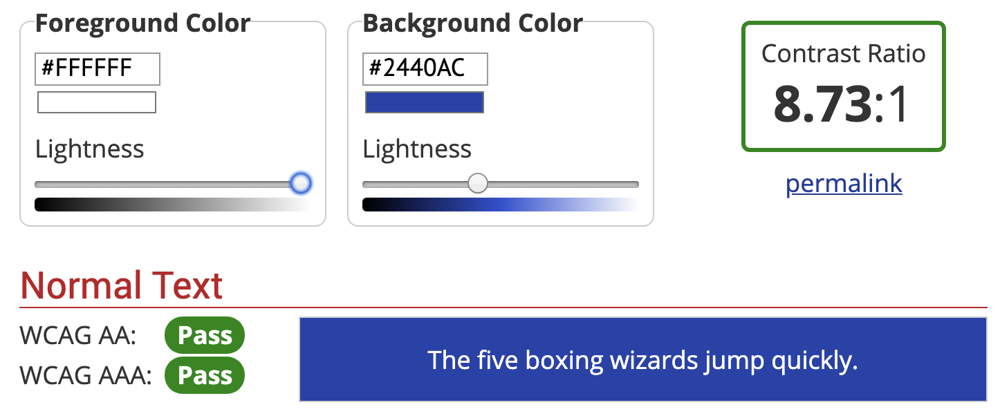 Foreground Color
#FFFFFF
Lightness
Background Color
#2440AC
Lightness
Contrast Ratio
8.73:1
permalink
Normal Text
WCAG AA: Pass
WCAG AAA: Pass
The five boxing wizards jump quickly.